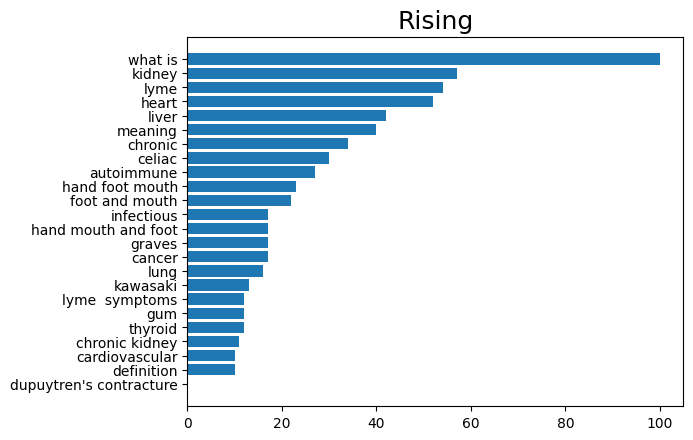 Rising
what is
kidney
lyme
heart
liver
meaning
chronic
celiac
autoimmune
hand foot mouth
foot and mouth
infectious
hand mouth and foot
graves
cancer
lung
kawasaki
lyme  symptoms
gum
thyroid
chronic kidney
cardiovascular
definition
dupuytren's contracture
0 20 40 60 80 100